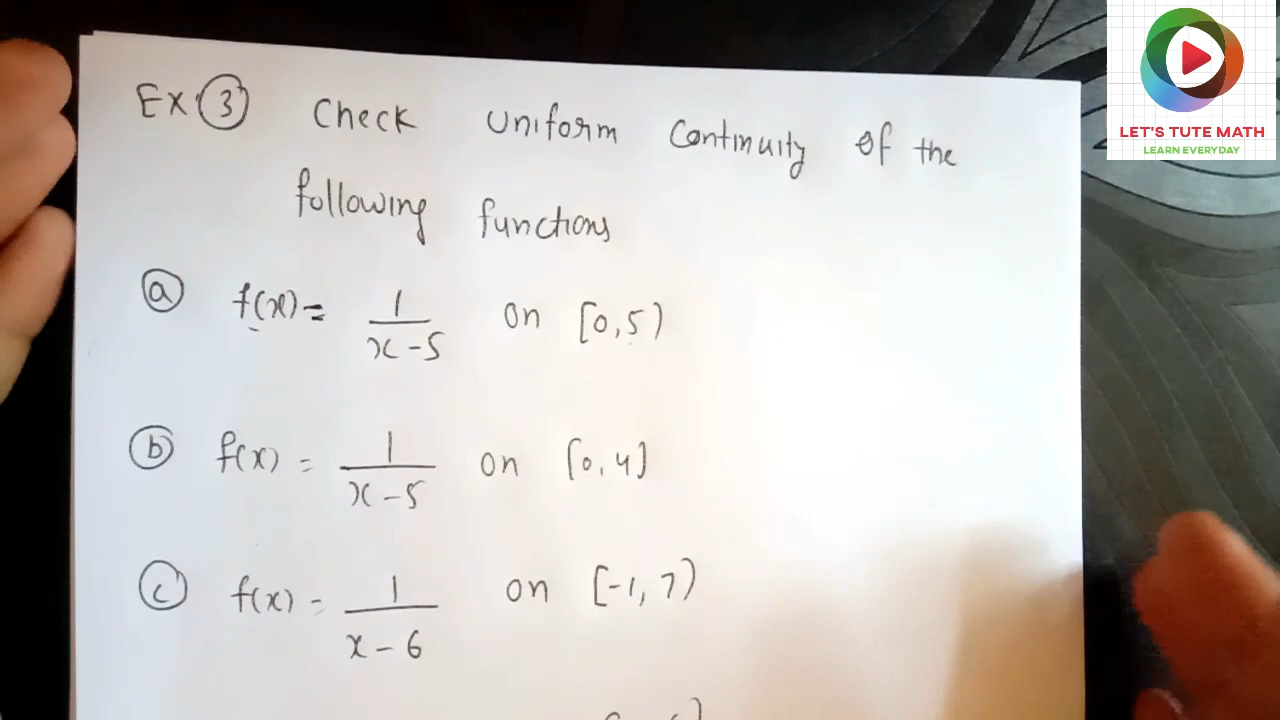 LET'S TUTE MATH
LEARN EVERYDAY
Ex. ③ Check uniform continuity of the
following functions
ⓐ f(x) = 1/(x-5) on [0,5)
ⓑ f(x) = 1/(x-5) on [0,4]
ⓒ f(x) = 1/(x-6) on [-1,7)